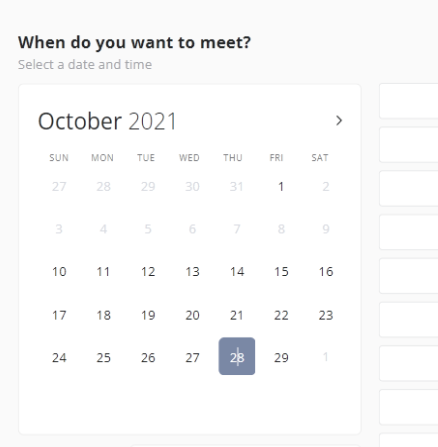 When do you want to meet?
Select a date and time
October 2021 >
SUN MON TUE WED THU FRI SAT
27 28 29 30 31 1 2
3 4 5 6 7 8 9
10 11 12 13 14 15 16
17 18 19 20 21 22 23
24 25 26 27 28 29 1